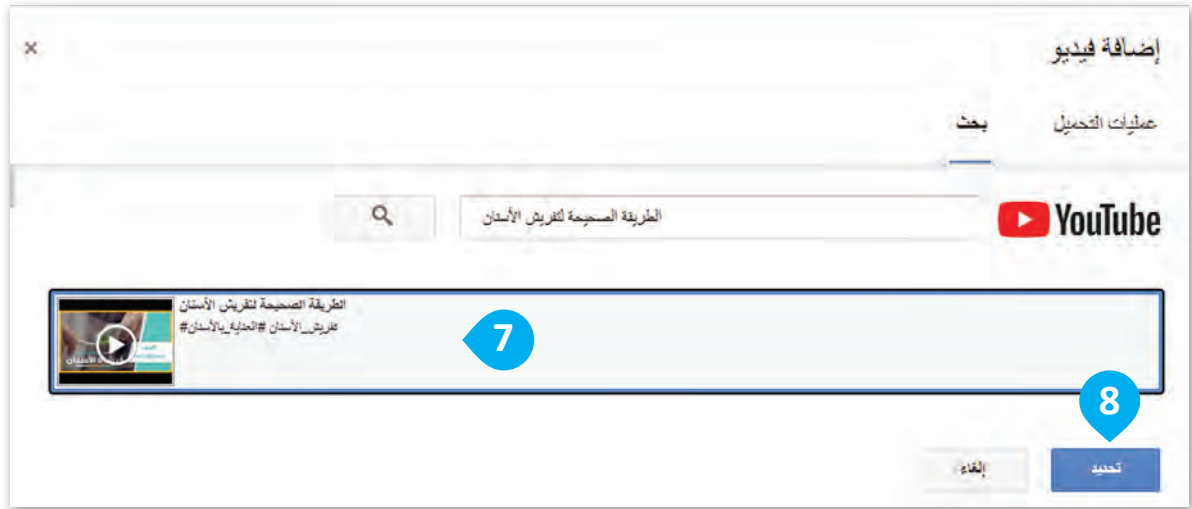 إضافة فيديو
×
عمليات التحميل
بحث
YouTube
الطريقة الصحيحة لتفريش الأسنان
الطريقة الصحيحة لتفريش الأسنان
#تفريش_الأسنان #العناية_بالأسنان
7
8
تحديد
إلغاء